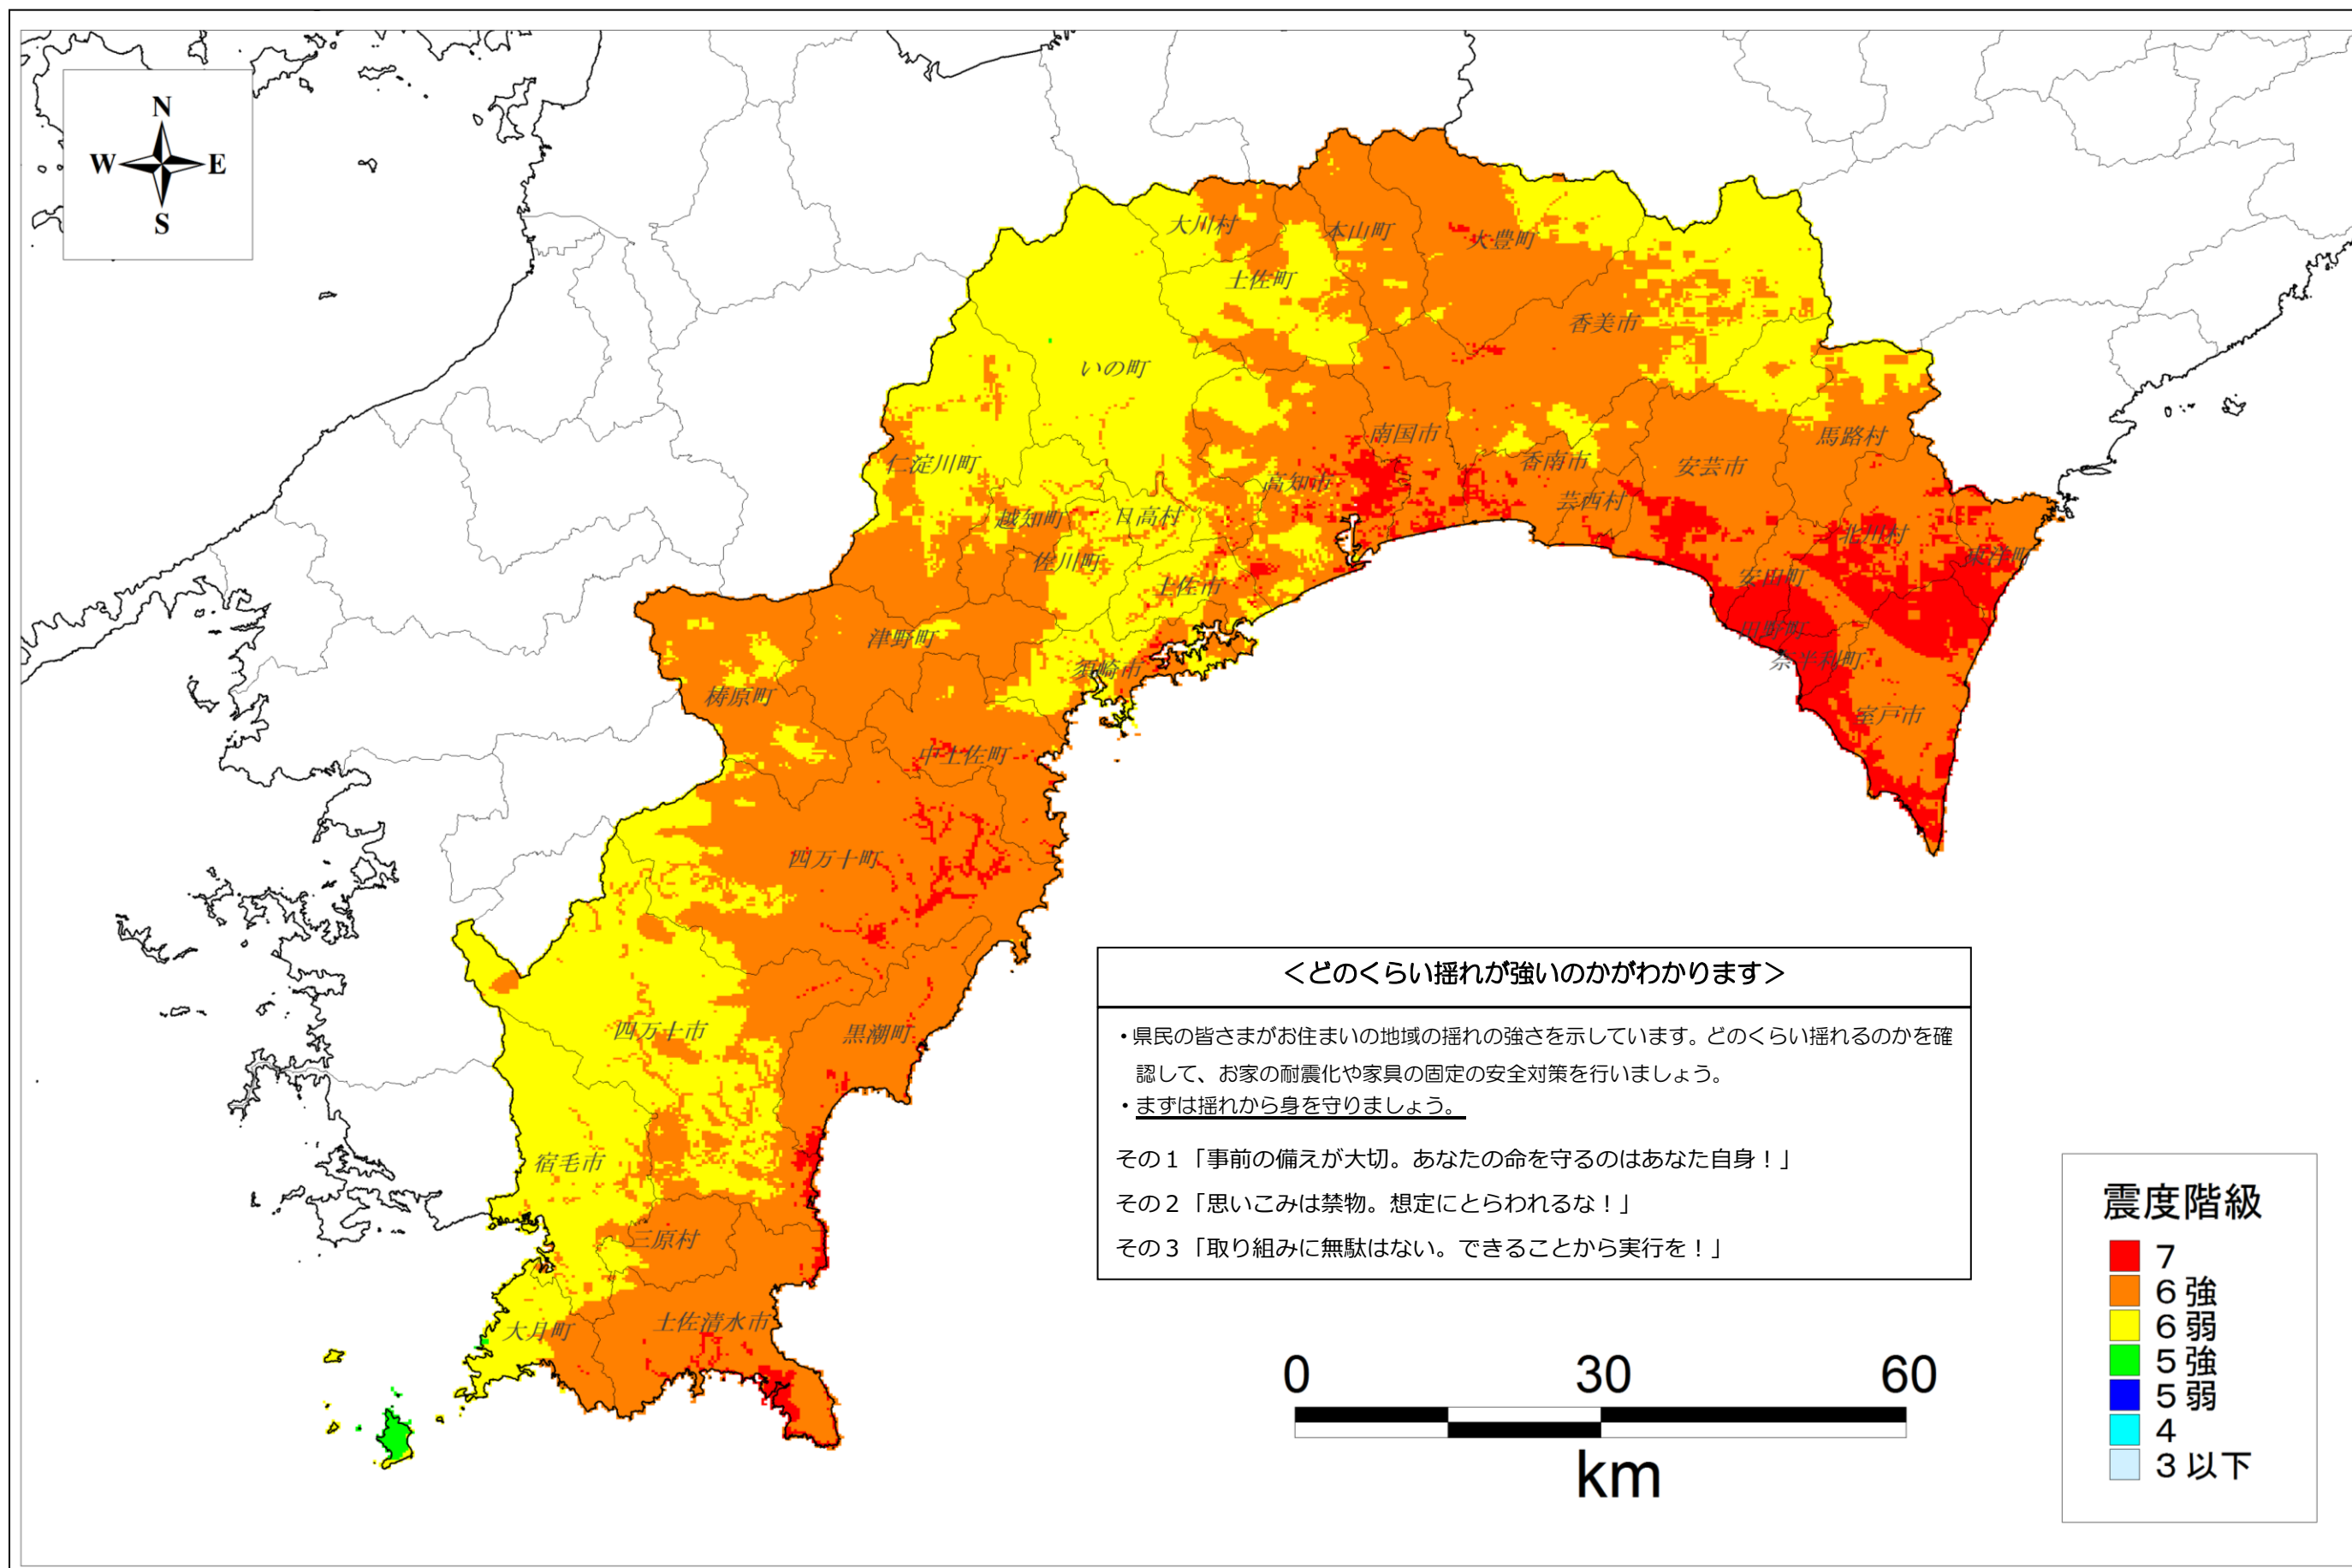 N
W E
S
大川村
本山町
大豊町
土佐町
香美市
いの町
南国市
馬路村
仁淀川町
香南市
安芸市
高知市
芸西村
越知町
日高村
北川村
佐川町
東洋町
土佐市
安田町
津野町
田野町
須崎市
奈半利町
梼原町
室戸市
中土佐町
四万十町
四万十市
黒潮町
宿毛市
三原村
大月町
土佐清水市
<どのくらい揺れが強いのかがわかります>
・県民の皆さまがお住まいの地域の揺れの強さを示しています。どのくらい揺れるのかを確
認して、お家の耐震化や家具の固定の安全対策を行いましょう。
・まずは揺れから身を守りましょう。
その1「事前の備えが大切。あなたの命を守るのはあなた自身！」
その2「思いこみは禁物。想定にとらわれるな！」
その3「取り組みに無駄はない。できることから実行を！」
0 30 60
km
震度階級
7
6強
6弱
5強
5弱
4
3以下